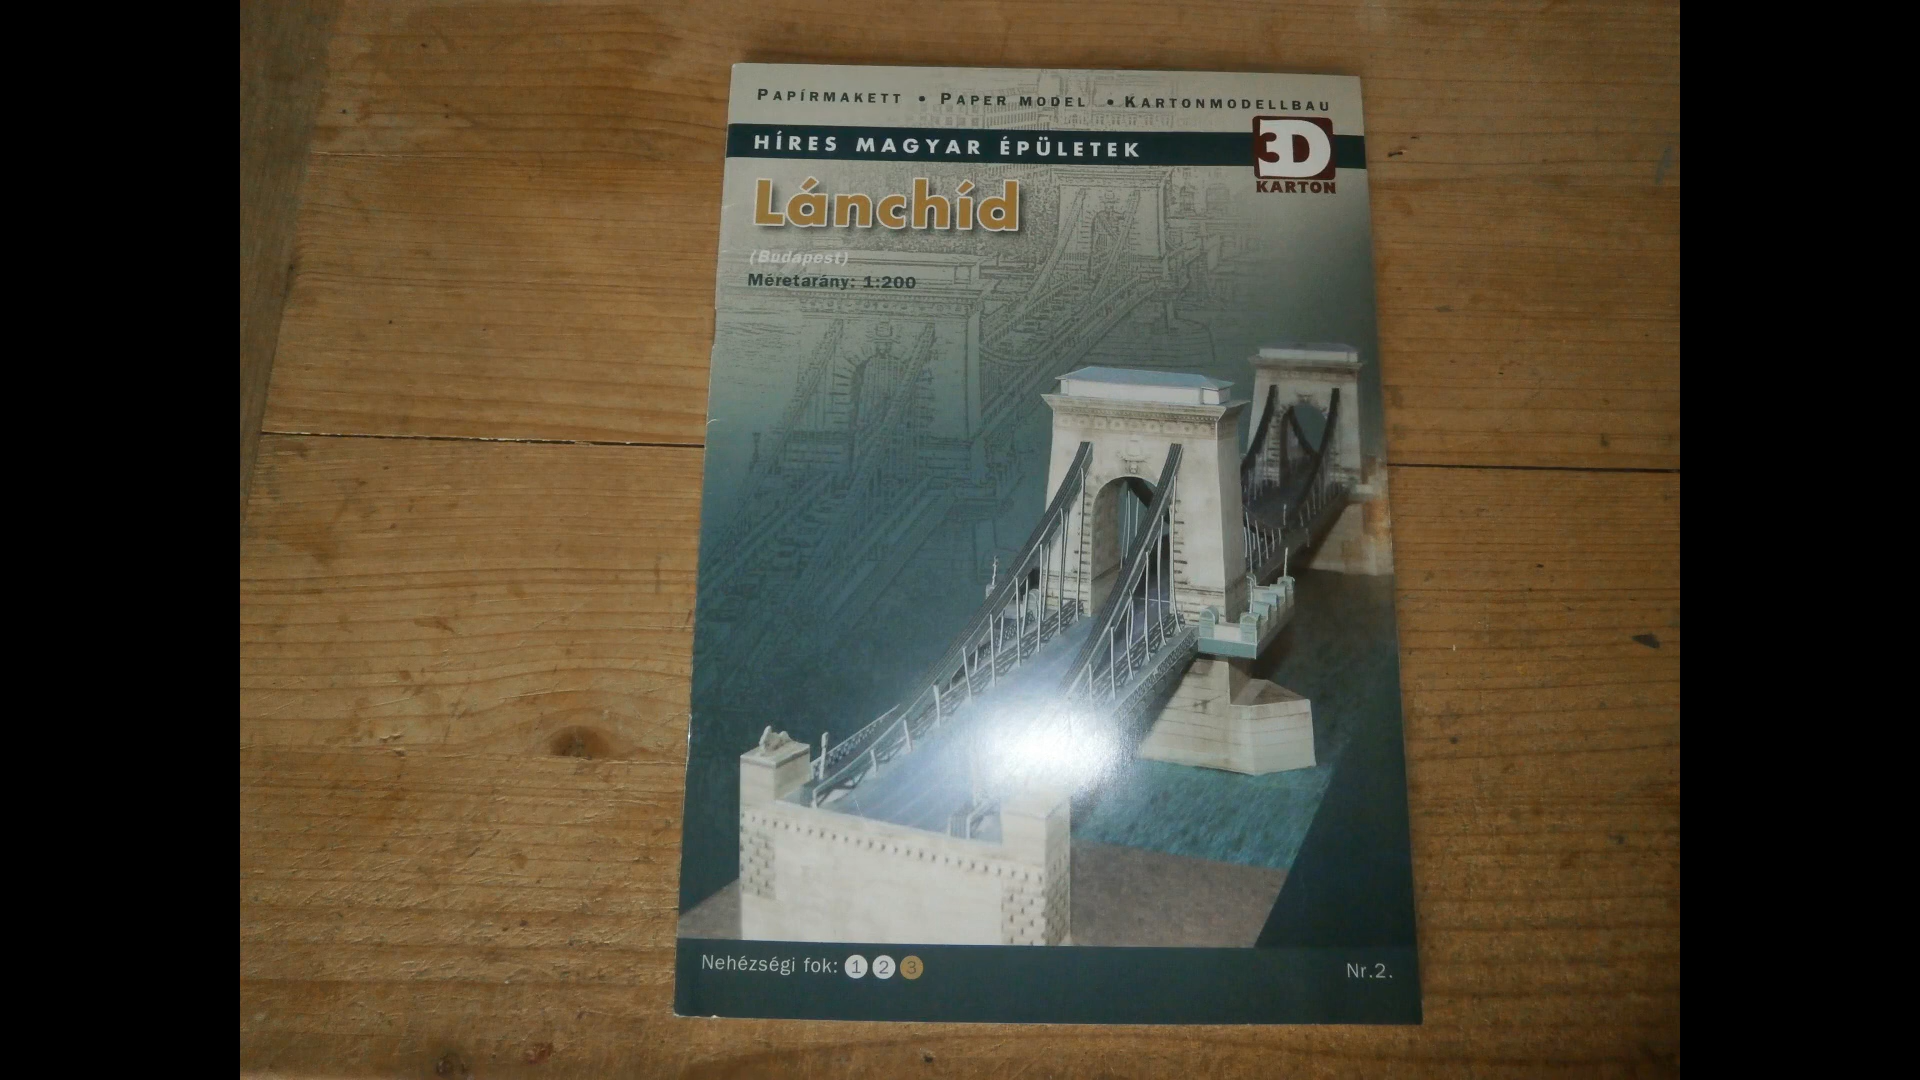 PAPÍRMAKETT • PAPER MODEL • KARTONMODELLBAU
HÍRES MAGYAR ÉPÜLETEK
3D
KARTON
Lánchíd
(Budapest)
Méretarány: 1:200
Nehézségi fok: 1 2 3
Nr.2.